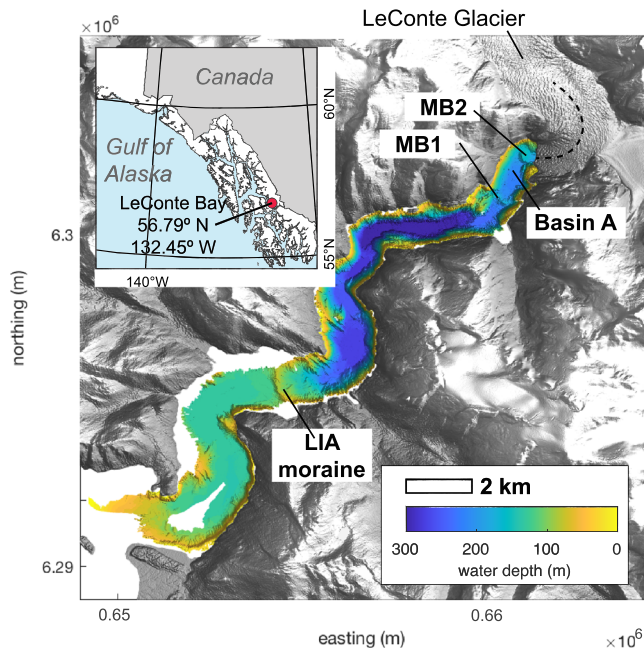 × 10⁶
LeConte Glacier
Canada
60°N
MB2
Gulf of
Alaska
MB1
LeConte Bay
56.79º N
132.45º W
Basin A
6.3
55°N
140°W
northing (m)
LIA
moraine
2 km
300 200 100 0
water depth (m)
6.29
0.65 0.66
easting (m)
×10⁶